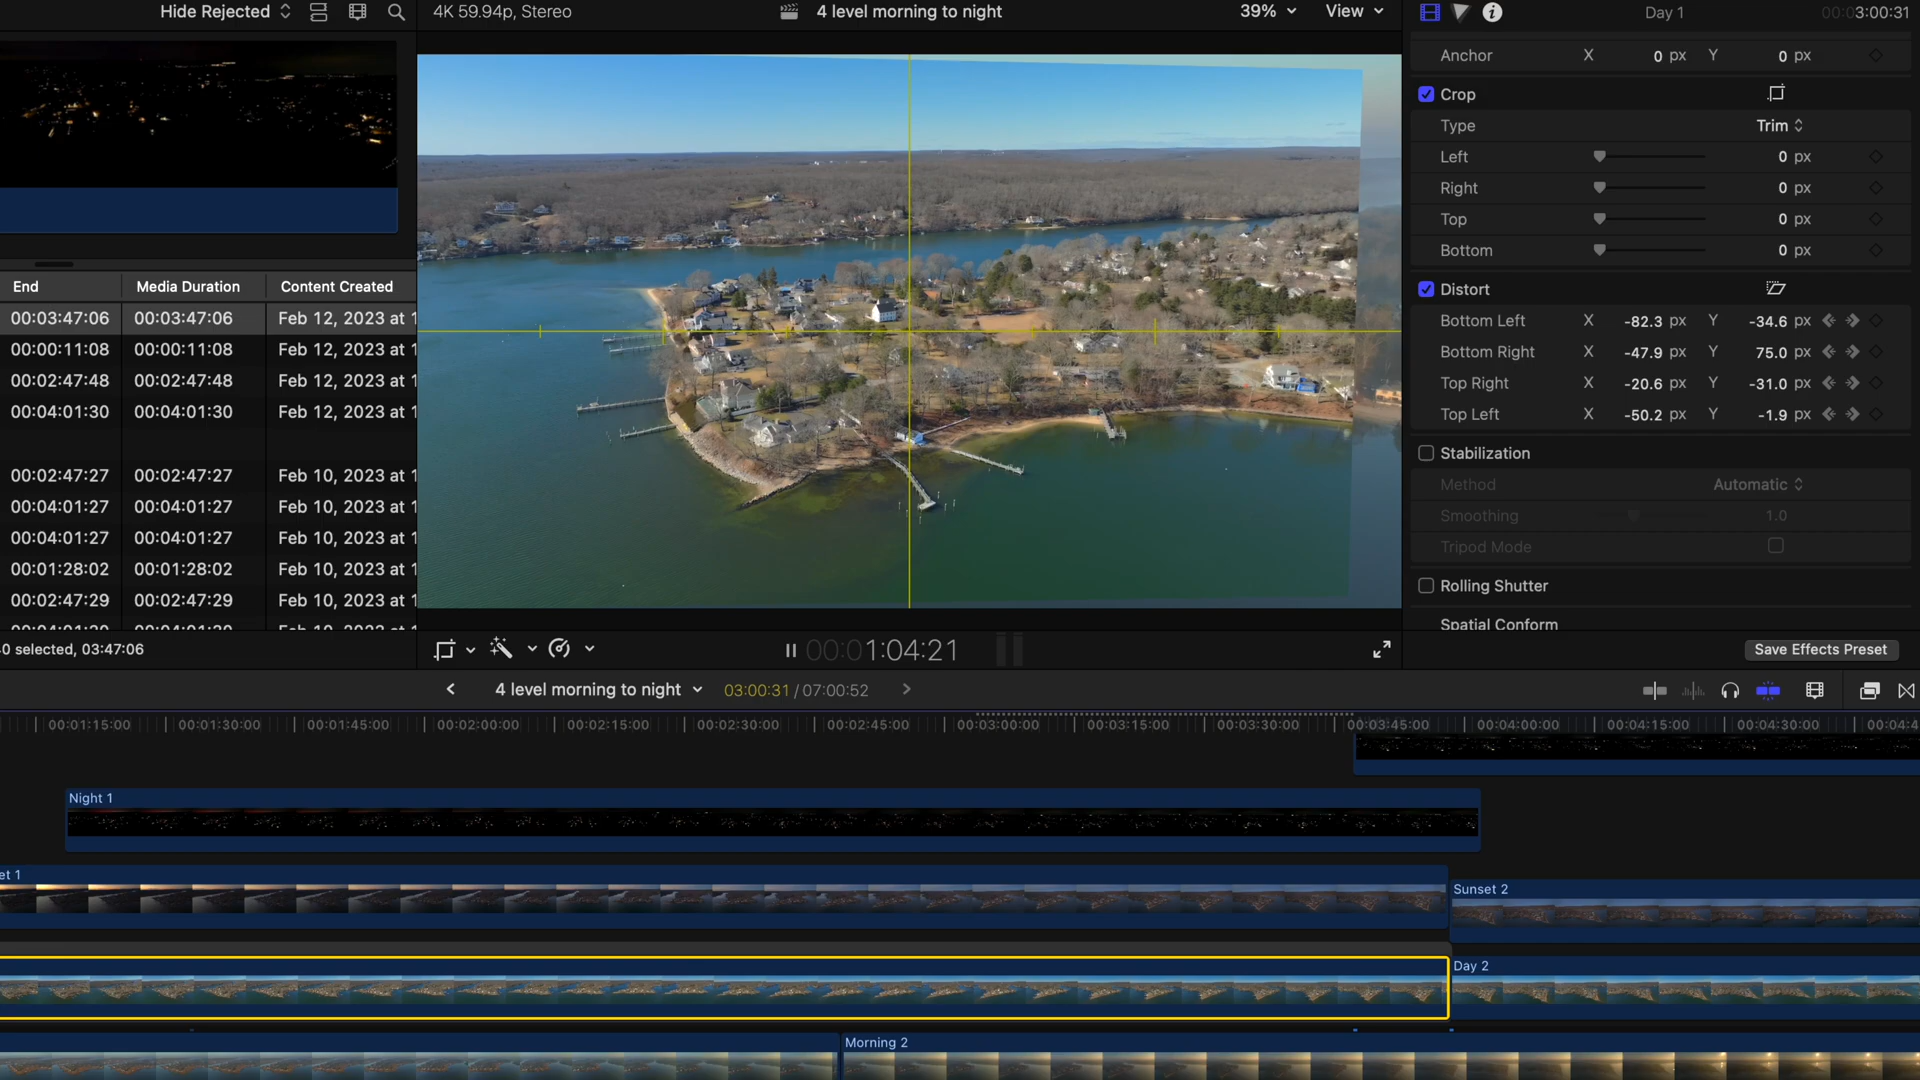 Hide Rejected
4K 59.94p, Stereo
4 level morning to night
39%
View
Day 1
00:03:00:31
Anchor X 0 px Y 0 px
Crop
Type Trim
Left 0 px
Right 0 px
Top 0 px
Bottom 0 px
Distort
Bottom Left X -82.3 px Y -34.6 px
Bottom Right X -47.9 px Y 75.0 px
Top Right X -20.6 px Y -31.0 px
Top Left X -50.2 px Y -1.9 px
Stabilization
Method Automatic
Smoothing 1.0
Tripod Mode
Rolling Shutter
Spatial Conform
Save Effects Preset
End Media Duration Content Created
00:03:47:06 00:03:47:06 Feb 12, 2023 at 1
00:00:11:08 00:00:11:08 Feb 12, 2023 at 1
00:02:47:48 00:02:47:48 Feb 12, 2023 at 1
00:04:01:30 00:04:01:30 Feb 12, 2023 at 1
00:02:47:27 00:02:47:27 Feb 10, 2023 at 1
00:04:01:27 00:04:01:27 Feb 10, 2023 at 1
00:04:01:27 00:04:01:27 Feb 10, 2023 at 1
00:01:28:02 00:01:28:02 Feb 10, 2023 at 1
00:02:47:29 00:02:47:29 Feb 10, 2023 at 1
0 selected, 03:47:06
00:01:04:21
4 level morning to night
03:00:31 / 07:00:52
00:01:15:00 00:01:30:00 00:01:45:00 00:02:00:00 00:02:15:00 00:02:30:00 00:02:45:00 00:03:00:00 00:03:15:00 00:03:30:00 00:03:45:00 00:04:00:00 00:04:15:00 00:04:30:00 00:04:4
Night 1
et 1
Sunset 2
Day 2
Morning 2